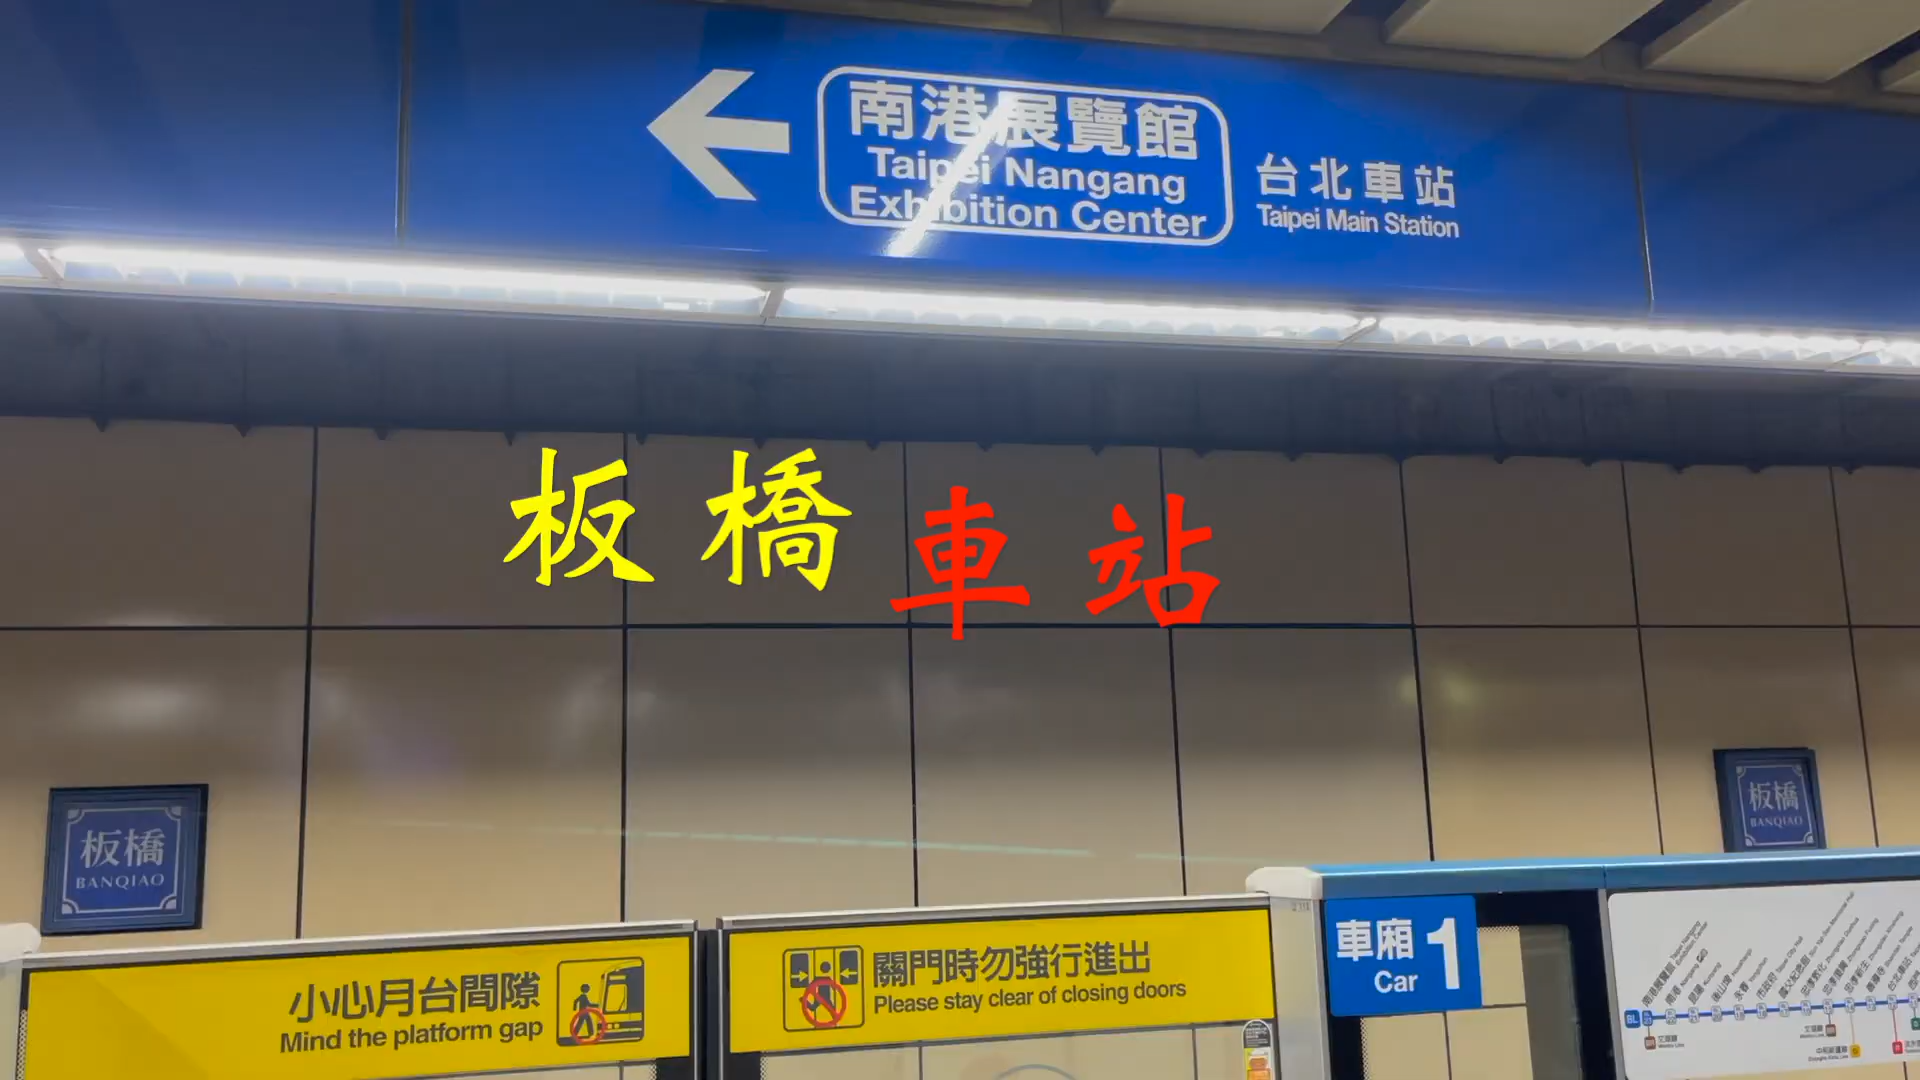 南港展覽館
Taipei Nangang
Exhibition Center
台北車站
Taipei Main Station
板橋車站
板橋
BANQIAO
板橋
BANQIAO
小心月台間隙
Mind the platform gap
關門時勿強行進出
Please stay clear of closing doors
車廂 1
Car
BL